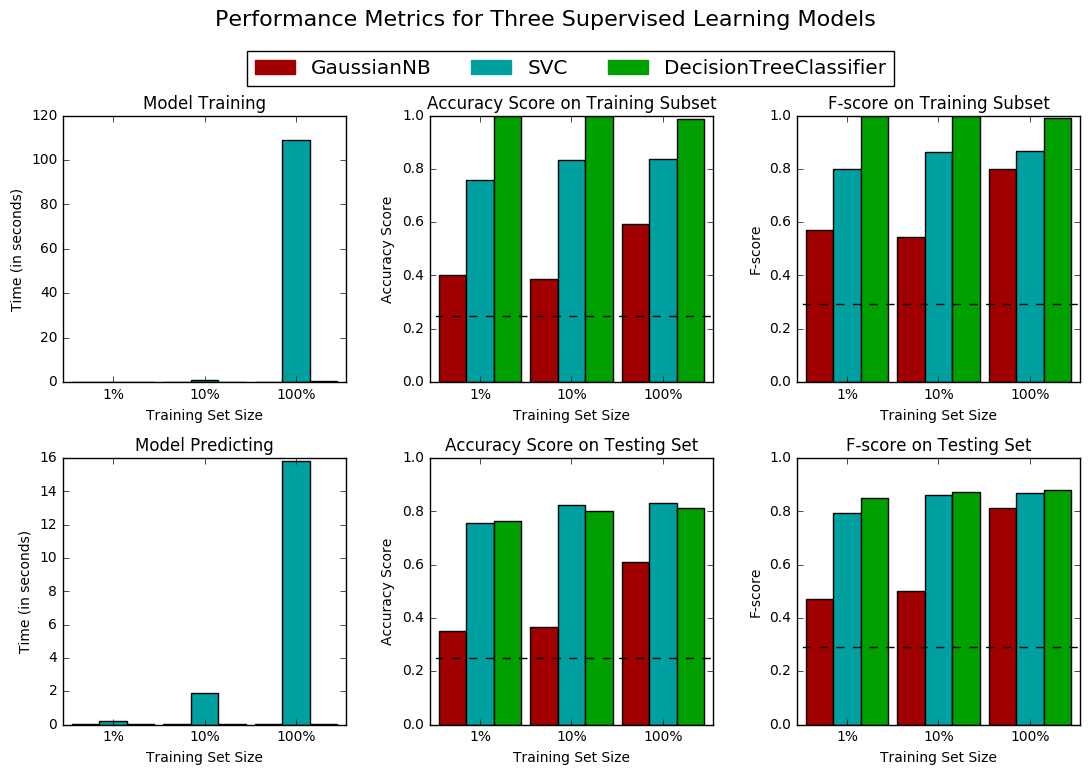 Performance Metrics for Three Supervised Learning Models
GaussianNB SVC DecisionTreeClassifier
Model Training
120
100
80
60
40
20
0
Time (in seconds)
1% 10% 100%
Training Set Size
Accuracy Score on Training Subset
1.0
0.8
0.6
0.4
0.2
0.0
Accuracy Score
1% 10% 100%
Training Set Size
F-score on Training Subset
1.0
0.8
0.6
0.4
0.2
0.0
F-score
1% 10% 100%
Training Set Size
Model Predicting
16
14
12
10
8
6
4
2
0
Time (in seconds)
1% 10% 100%
Training Set Size
Accuracy Score on Testing Set
1.0
0.8
0.6
0.4
0.2
0.0
Accuracy Score
1% 10% 100%
Training Set Size
F-score on Testing Set
1.0
0.8
0.6
0.4
0.2
0.0
F-score
1% 10% 100%
Training Set Size